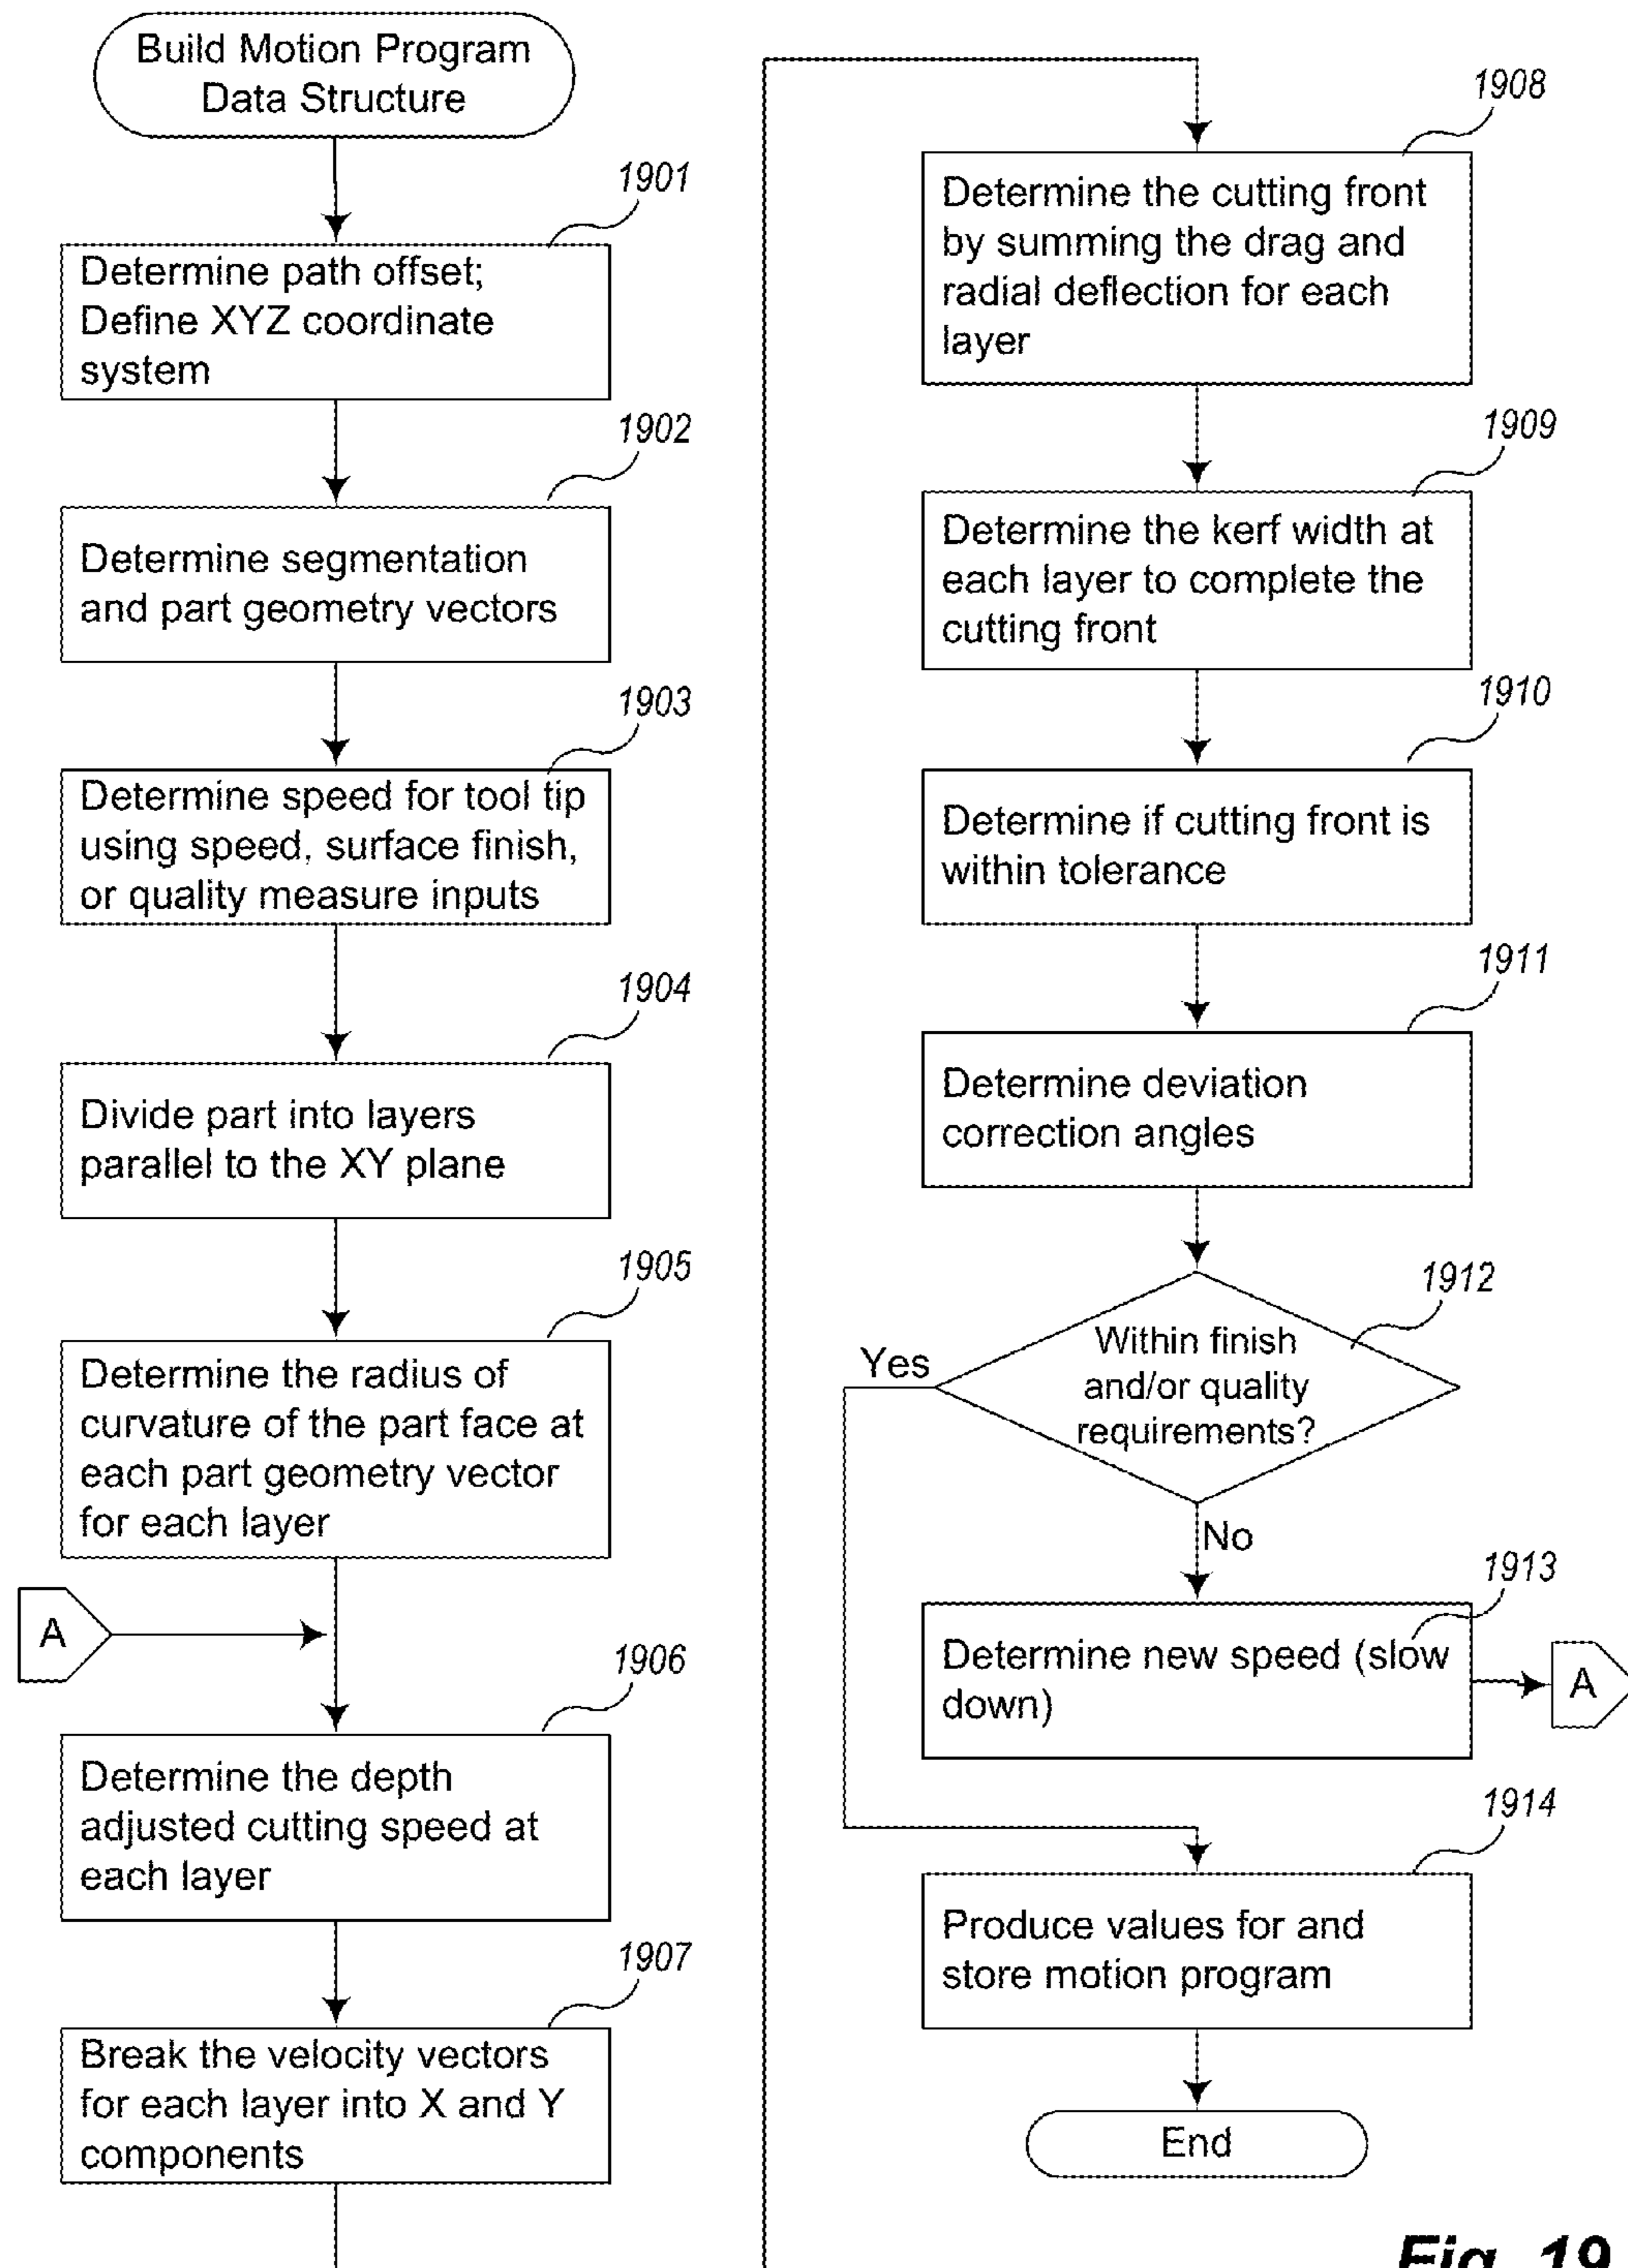 Build Motion Program
Data Structure
1901
Determine path offset;
Define XYZ coordinate
system
1902
Determine segmentation
and part geometry vectors
1903
Determine speed for tool tip
using speed, surface finish,
or quality measure inputs
1904
Divide part into layers
parallel to the XY plane
1905
Determine the radius of
curvature of the part face at
each part geometry vector
for each layer
A
1906
Determine the depth
adjusted cutting speed at
each layer
1907
Break the velocity vectors
for each layer into X and Y
components
1908
Determine the cutting front
by summing the drag and
radial deflection for each
layer
1909
Determine the kerf width at
each layer to complete the
cutting front
1910
Determine if cutting front is
within tolerance
1911
Determine deviation
correction angles
1912
Within finish
and/or quality
requirements?
Yes
No
1913
Determine new speed (slow
down)
A
1914
Produce values for and
store motion program
End
Fig. 19